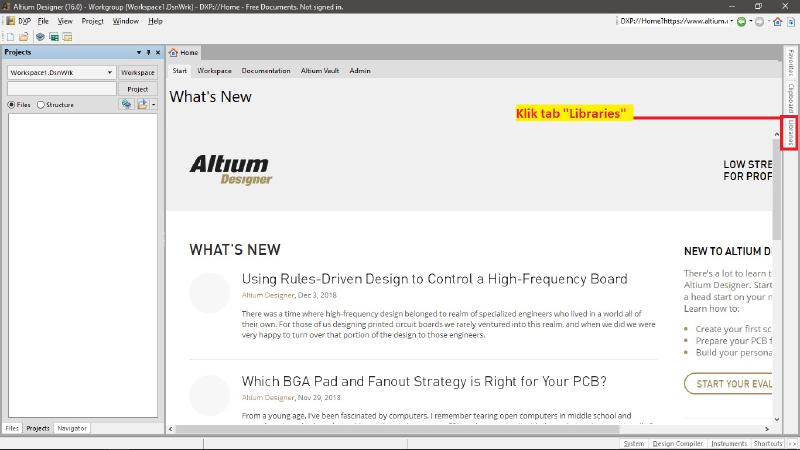 Altium Designer (16.0) - Workgroup [Workspace1.DsnWrk] - DXP://Home - Free Documents. Not signed in.
DXP File View Project Window Help
DXP://Home?https://www.altium.
Projects
Workspace1.DsnWrk Workspace
Project
Files Structure
Files Projects Navigator
Home
Start Workspace Documentation Altium Vault Admin
What's New
Klik tab "Libraries"
Favorites
Clipboard
Libraries
Altium
Designer
LOW STRE
FOR PROF
WHAT'S NEW
Using Rules-Driven Design to Control a High-Frequency Board
Altium Designer, Dec 3, 2018
There was a time where high-frequency design belonged to realm of specialized engineers who lived in a world all of
their own. For those of us designing printed circuit boards we rarely ventured into this realm, and when we did we were
very happy to turn over that portion of the design to those engineers.
Which BGA Pad and Fanout Strategy is Right for Your PCB?
Altium Designer, Nov 29, 2018
From a young age, I've been fascinated by computers. I remember tearing open computers in middle school and
NEW TO ALTIUM D
There's a lot to learn t
Altium Designer. Start
a head start on your n
Learn how to:
Create your first sc
Prepare your PCB f
Build your persona
START YOUR EVAL
System Design Compiler Instruments Shortcuts